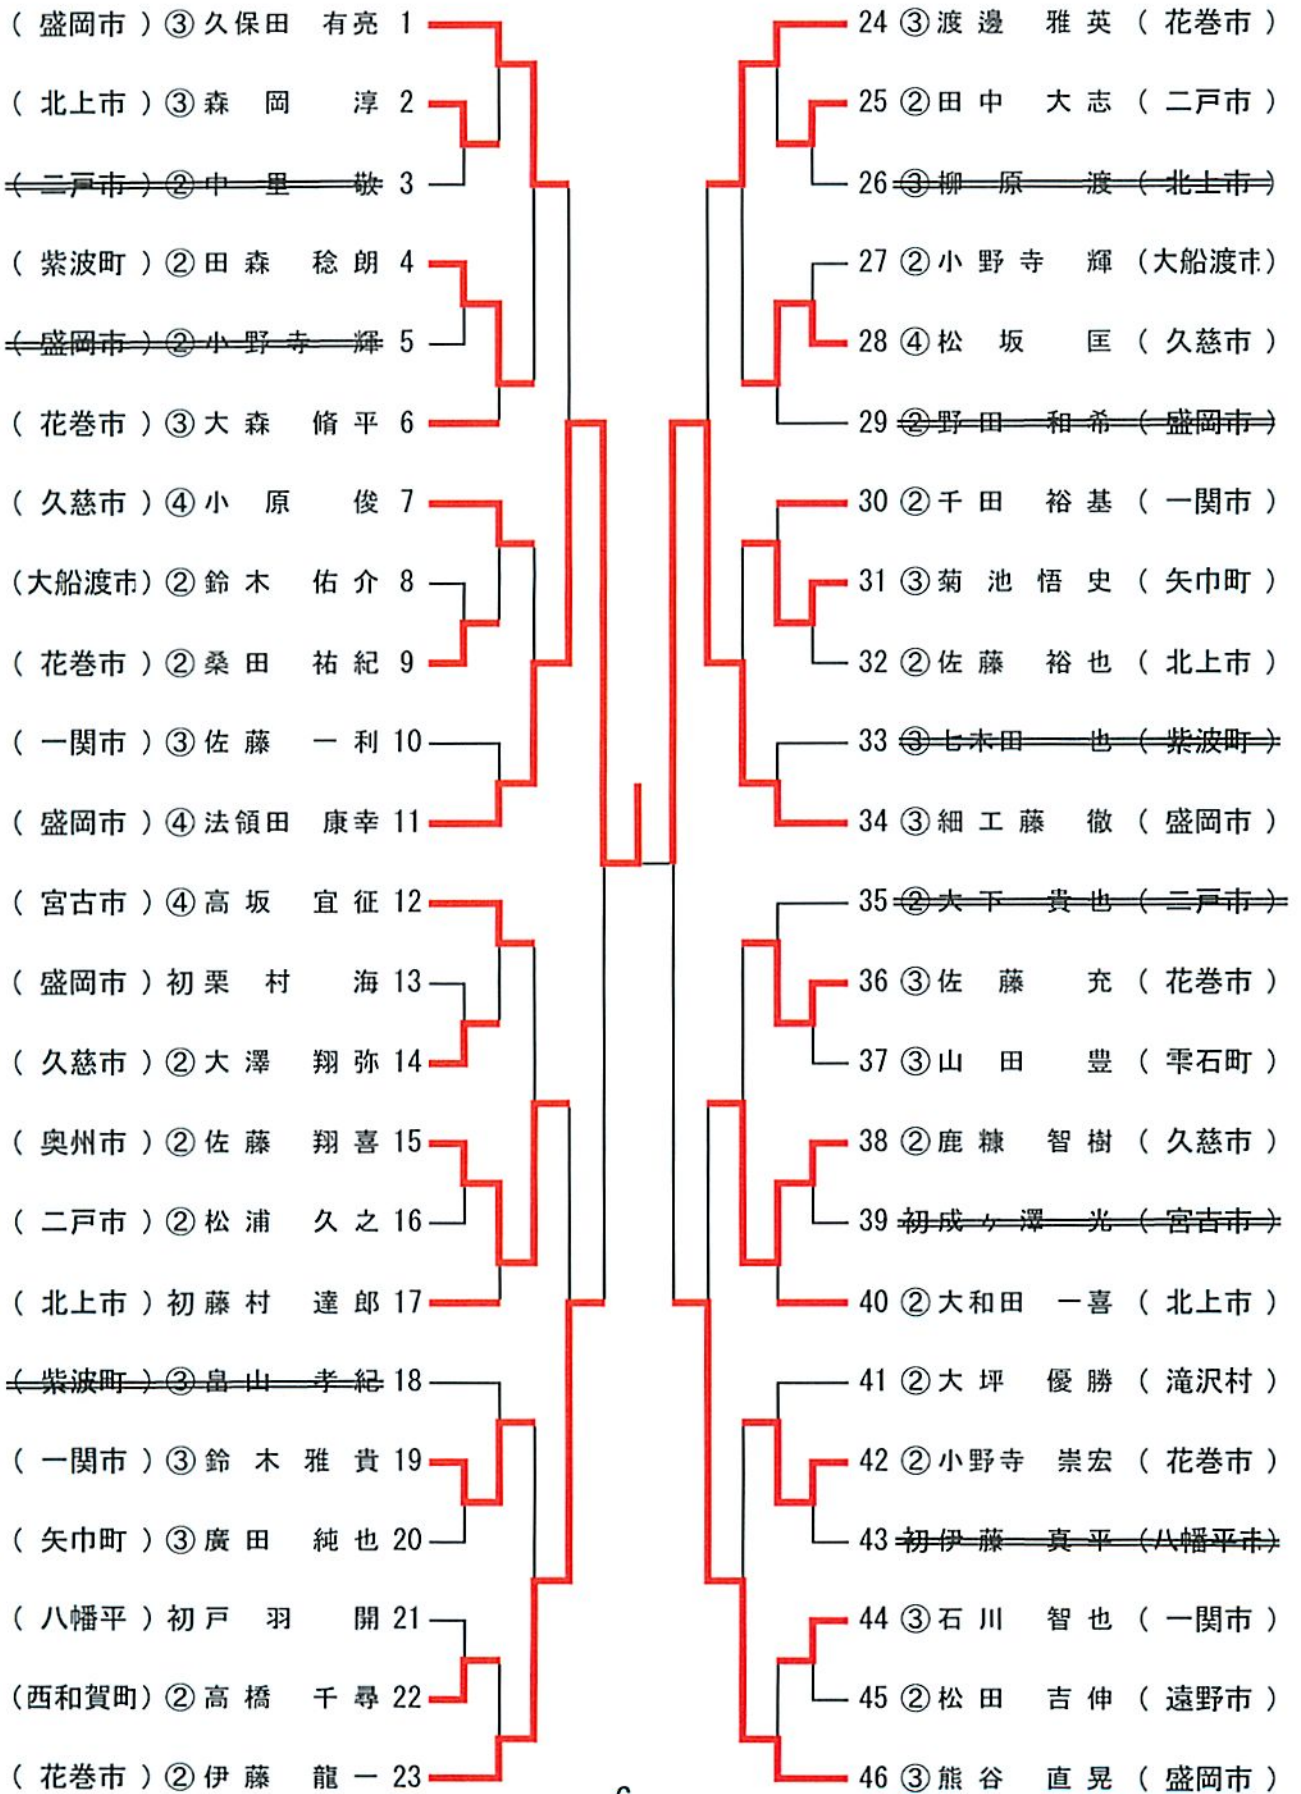 ( 盛岡市 ) ③ 久保田 有亮 1
( 北上市 ) ③ 森岡 淳 2
( 二戸市 ) ② 中里 敬 3
( 紫波町 ) ② 田森 稔朗 4
( 盛岡市 ) ② 小野寺 輝 5
( 花巻市 ) ③ 大森 脩平 6
( 久慈市 ) ④ 小原 俊 7
(大船渡市) ② 鈴木 佑介 8
( 花巻市 ) ② 桑田 祐紀 9
( 一関市 ) ③ 佐藤 一利 10
( 盛岡市 ) ④ 法領田 康幸 11
( 宮古市 ) ④ 高坂 宜征 12
( 盛岡市 ) 初 栗村 海 13
( 久慈市 ) ② 大澤 翔弥 14
( 奥州市 ) ② 佐藤 翔喜 15
( 二戸市 ) ② 松浦 久之 16
( 北上市 ) 初 藤村 達郎 17
( 紫波町 ) ③ 畠山 孝紀 18
( 一関市 ) ③ 鈴木雅貴 19
( 矢巾町 ) ③ 廣田 純也 20
( 八幡平 ) 初 戸羽 開 21
(西和賀町) ② 高橋 千尋 22
( 花巻市 ) ② 伊藤 龍一 23
24 ③ 渡邊 雅英 ( 花巻市 )
25 ② 田中 大志 ( 二戸市 )
26 ③ 柳原 渡 ( 北上市 )
27 ② 小野寺 輝 (大船渡市)
28 ④ 松坂 匡 ( 久慈市 )
29 ② 野田 和希 ( 盛岡市 )
30 ② 千田 裕基 ( 一関市 )
31 ③ 菊池悟史 ( 矢巾町 )
32 ② 佐藤 裕也 ( 北上市 )
33 ③ 七木田 也 ( 紫波町 )
34 ③ 細工藤 徹 ( 盛岡市 )
35 ② 大下 貴也 ( 二戸市 )
36 ③ 佐藤 充 ( 花巻市 )
37 ③ 山田 豊 ( 雫石町 )
38 ② 鹿糠 智樹 ( 久慈市 )
39 初 成ヶ澤 光 ( 宮古市 )
40 ② 大和田 一喜 ( 北上市 )
41 ② 大坪 優勝 ( 滝沢村 )
42 ② 小野寺 崇宏 ( 花巻市 )
43 初 伊藤 真平 (八幡平市)
44 ③ 石川 智也 ( 一関市 )
45 ② 松田 吉伸 ( 遠野市 )
46 ③ 熊谷 直晃 ( 盛岡市 )